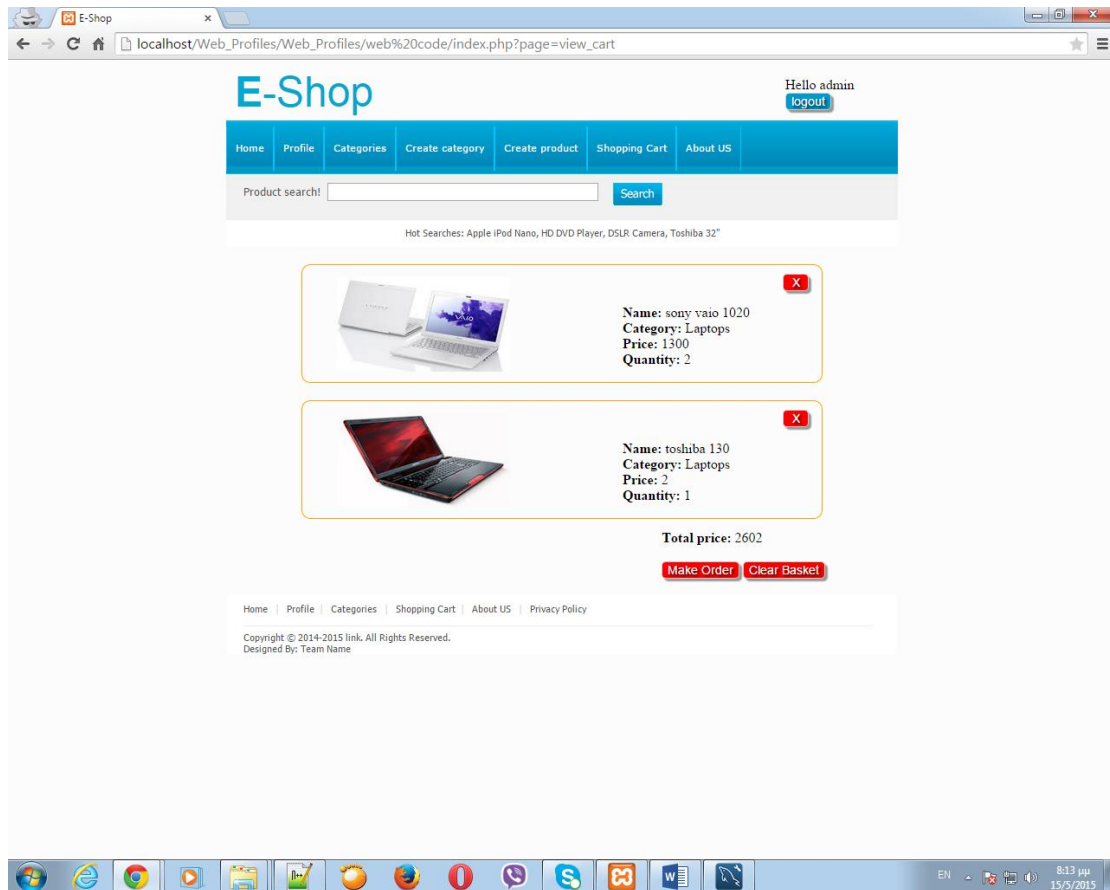 E-Shop
localhost/Web_Profiles/Web_Profiles/web%20code/index.php?page=view_cart
E-Shop
Hello admin
logout
Home Profile Categories Create category Create product Shopping Cart About US
Product search! Search
Hot Searches: Apple iPod Nano, HD DVD Player, DSLR Camera, Toshiba 32"
X
VAIO
Name: sony vaio 1020
Category: Laptops
Price: 1300
Quantity: 2
X
Name: toshiba 130
Category: Laptops
Price: 2
Quantity: 1
Total price: 2602
Make Order Clear Basket
Home | Profile | Categories | Shopping Cart | About US | Privacy Policy
Copyright © 2014-2015 link. All Rights Reserved.
Designed By: Team Name
EN
8:13 μμ
15/5/2015